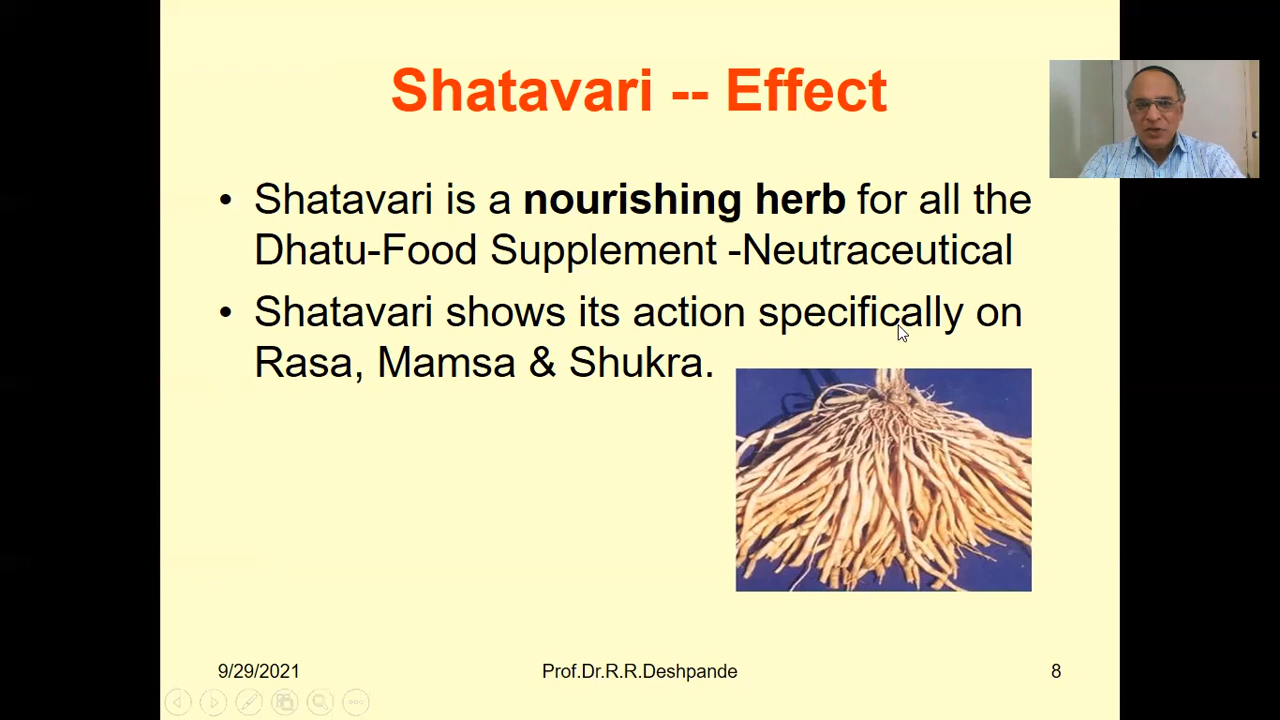 Shatavari -- Effect
• Shatavari is a nourishing herb for all the
Dhatu-Food Supplement -Neutraceutical
• Shatavari shows its action specifically on
Rasa, Mamsa & Shukra.
9/29/2021
Prof.Dr.R.R.Deshpande
8